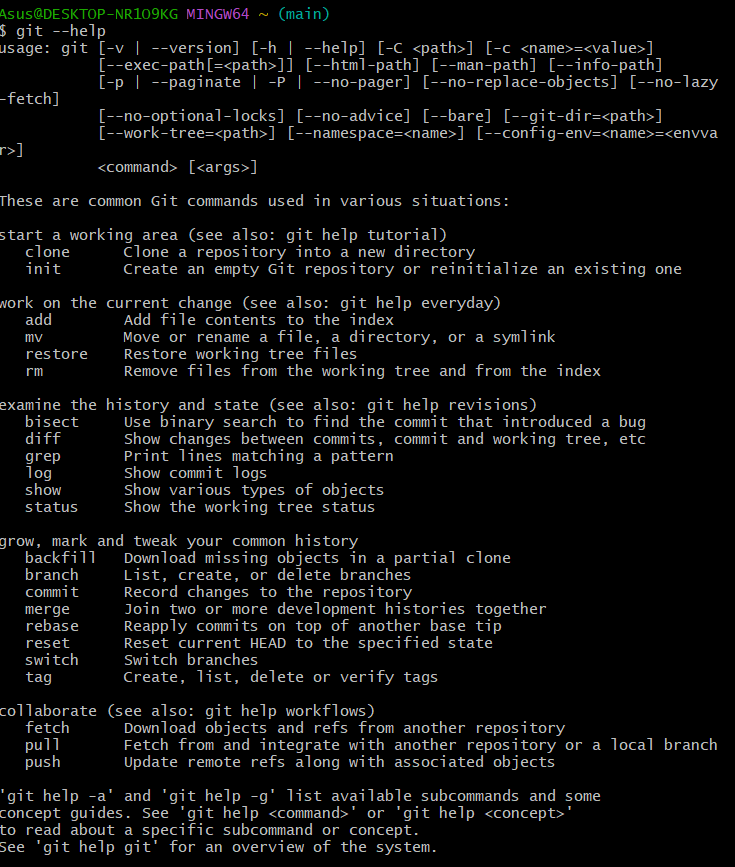 Asus@DESKTOP-NR1O9KG MINGW64 ~ (main)
$ git --help
usage: git [-v | --version] [-h | --help] [-C <path>] [-c <name>=<value>]
           [--exec-path[=<path>]] [--html-path] [--man-path] [--info-path]
           [-p | --paginate | -P | --no-pager] [--no-replace-objects] [--no-lazy
-fetch]
           [--no-optional-locks] [--no-advice] [--bare] [--git-dir=<path>]
           [--work-tree=<path>] [--namespace=<name>] [--config-env=<name>=<envva
r>]
           <command> [<args>]

These are common Git commands used in various situations:

start a working area (see also: git help tutorial)
   clone      Clone a repository into a new directory
   init       Create an empty Git repository or reinitialize an existing one

work on the current change (see also: git help everyday)
   add        Add file contents to the index
   mv         Move or rename a file, a directory, or a symlink
   restore    Restore working tree files
   rm         Remove files from the working tree and from the index

examine the history and state (see also: git help revisions)
   bisect     Use binary search to find the commit that introduced a bug
   diff       Show changes between commits, commit and working tree, etc
   grep       Print lines matching a pattern
   log        Show commit logs
   show       Show various types of objects
   status     Show the working tree status

grow, mark and tweak your common history
   backfill   Download missing objects in a partial clone
   branch     List, create, or delete branches
   commit     Record changes to the repository
   merge      Join two or more development histories together
   rebase     Reapply commits on top of another base tip
   reset      Reset current HEAD to the specified state
   switch     Switch branches
   tag        Create, list, delete or verify tags

collaborate (see also: git help workflows)
   fetch      Download objects and refs from another repository
   pull       Fetch from and integrate with another repository or a local branch
   push       Update remote refs along with associated objects

'git help -a' and 'git help -g' list available subcommands and some
concept guides. See 'git help <command>' or 'git help <concept>'
to read about a specific subcommand or concept.
See 'git help git' for an overview of the system.